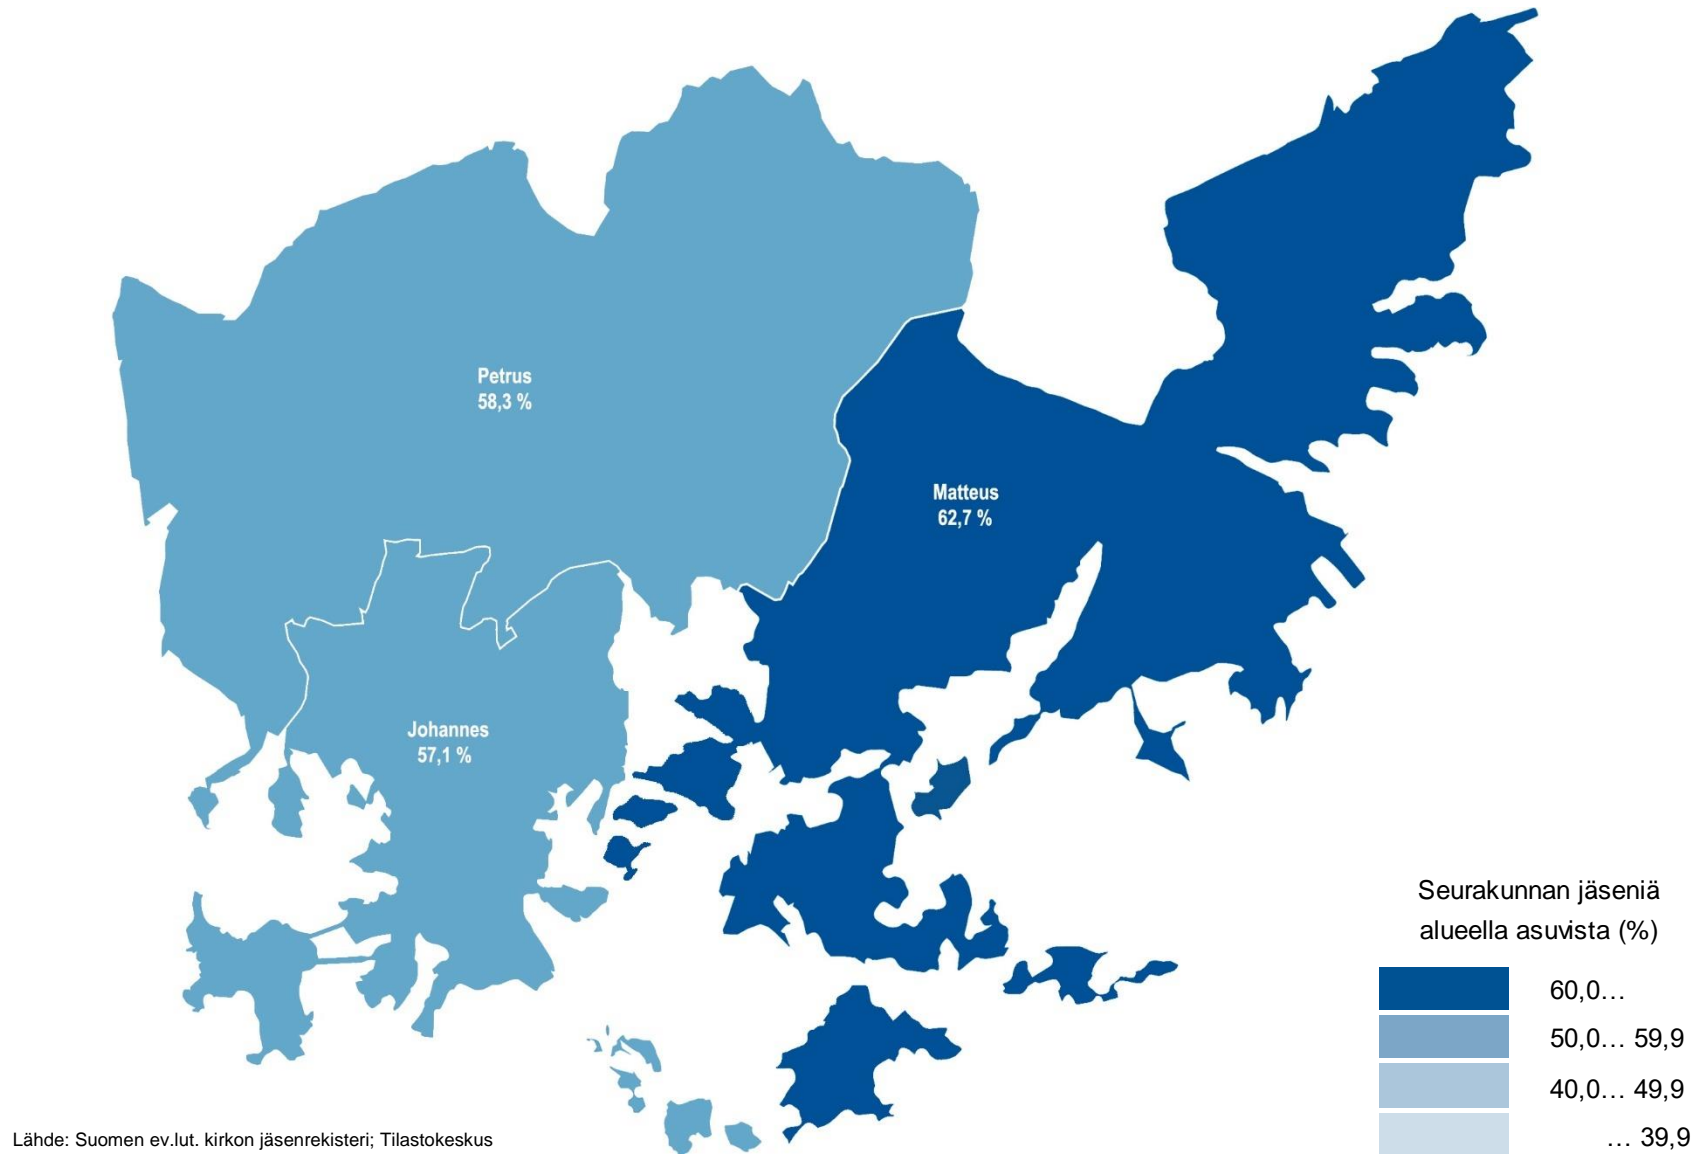 Petrus
58,3 %
Matteus
62,7 %
Johannes
57,1 %
Seurakunnan jäseniä
alueella asuvista (%)
60,0…
50,0… 59,9
40,0… 49,9
… 39,9
Lähde: Suomen ev.lut. kirkon jäsenrekisteri; Tilastokeskus